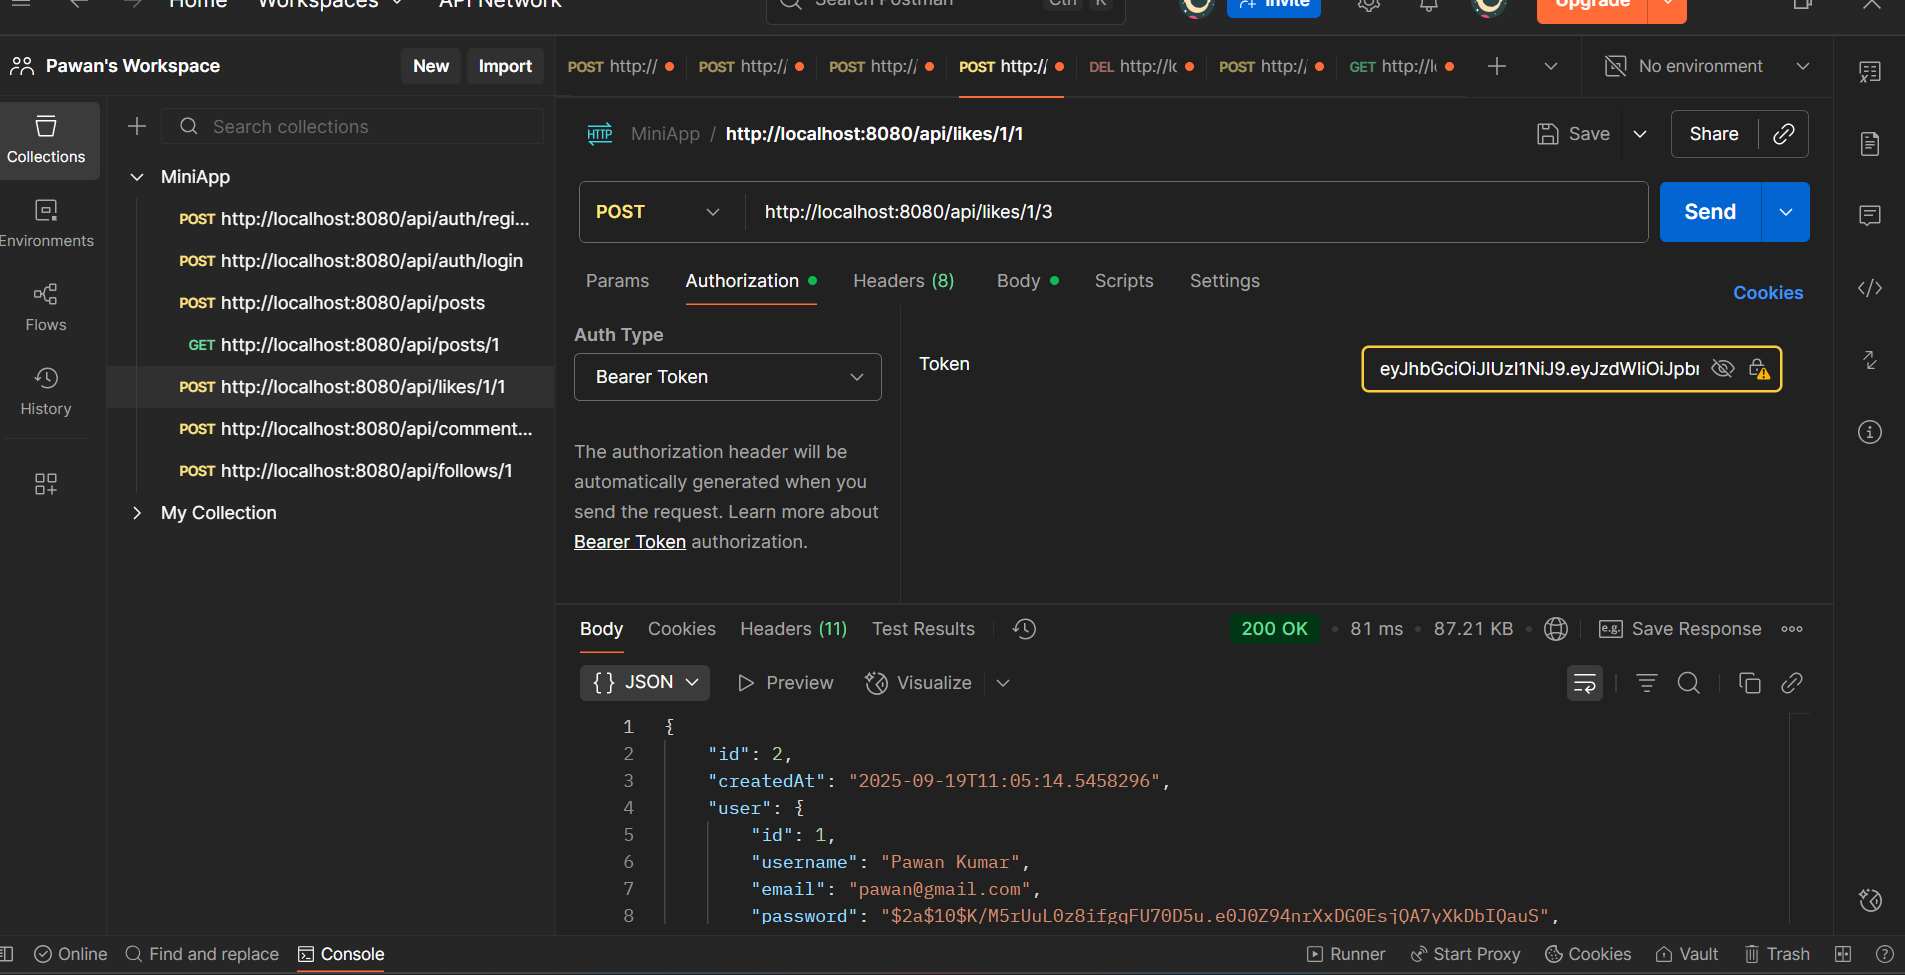 Home Workspaces API Network Search Postman Ctrl K Invite Upgrade
Pawan's Workspace New Import
POST http:// POST http:// POST http:// POST http:// DEL http://lo POST http:// GET http://lo No environment
Collections
Environments
Flows
History
Search collections
MiniApp
POST http://localhost:8080/api/auth/regi...
POST http://localhost:8080/api/auth/login
POST http://localhost:8080/api/posts
GET http://localhost:8080/api/posts/1
POST http://localhost:8080/api/likes/1/1
POST http://localhost:8080/api/comment...
POST http://localhost:8080/api/follows/1
My Collection
HTTP MiniApp / http://localhost:8080/api/likes/1/1 Save Share
POST http://localhost:8080/api/likes/1/3 Send
Params Authorization Headers (8) Body Scripts Settings Cookies
Auth Type
Bearer Token
The authorization header will be
automatically generated when you
send the request. Learn more about
Bearer Token authorization.
Token eyJhbGciOiJIUzI1NiJ9.eyJzdWIiOiJpbr
Body Cookies Headers (11) Test Results 200 OK • 81 ms • 87.21 KB • e.g. Save Response
{} JSON Preview Visualize
1 {
2 "id": 2,
3 "createdAt": "2025-09-19T11:05:14.5458296",
4 "user": {
5 "id": 1,
6 "username": "Pawan Kumar",
7 "email": "pawan@gmail.com",
8 "password": "$2a$10$K/M5rUuL0z8ifgqFU70D5u.e0J0Z94nrXxDG0EsjQA7yXkDbIQauS",
Online Find and replace Console Runner Start Proxy Cookies Vault Trash